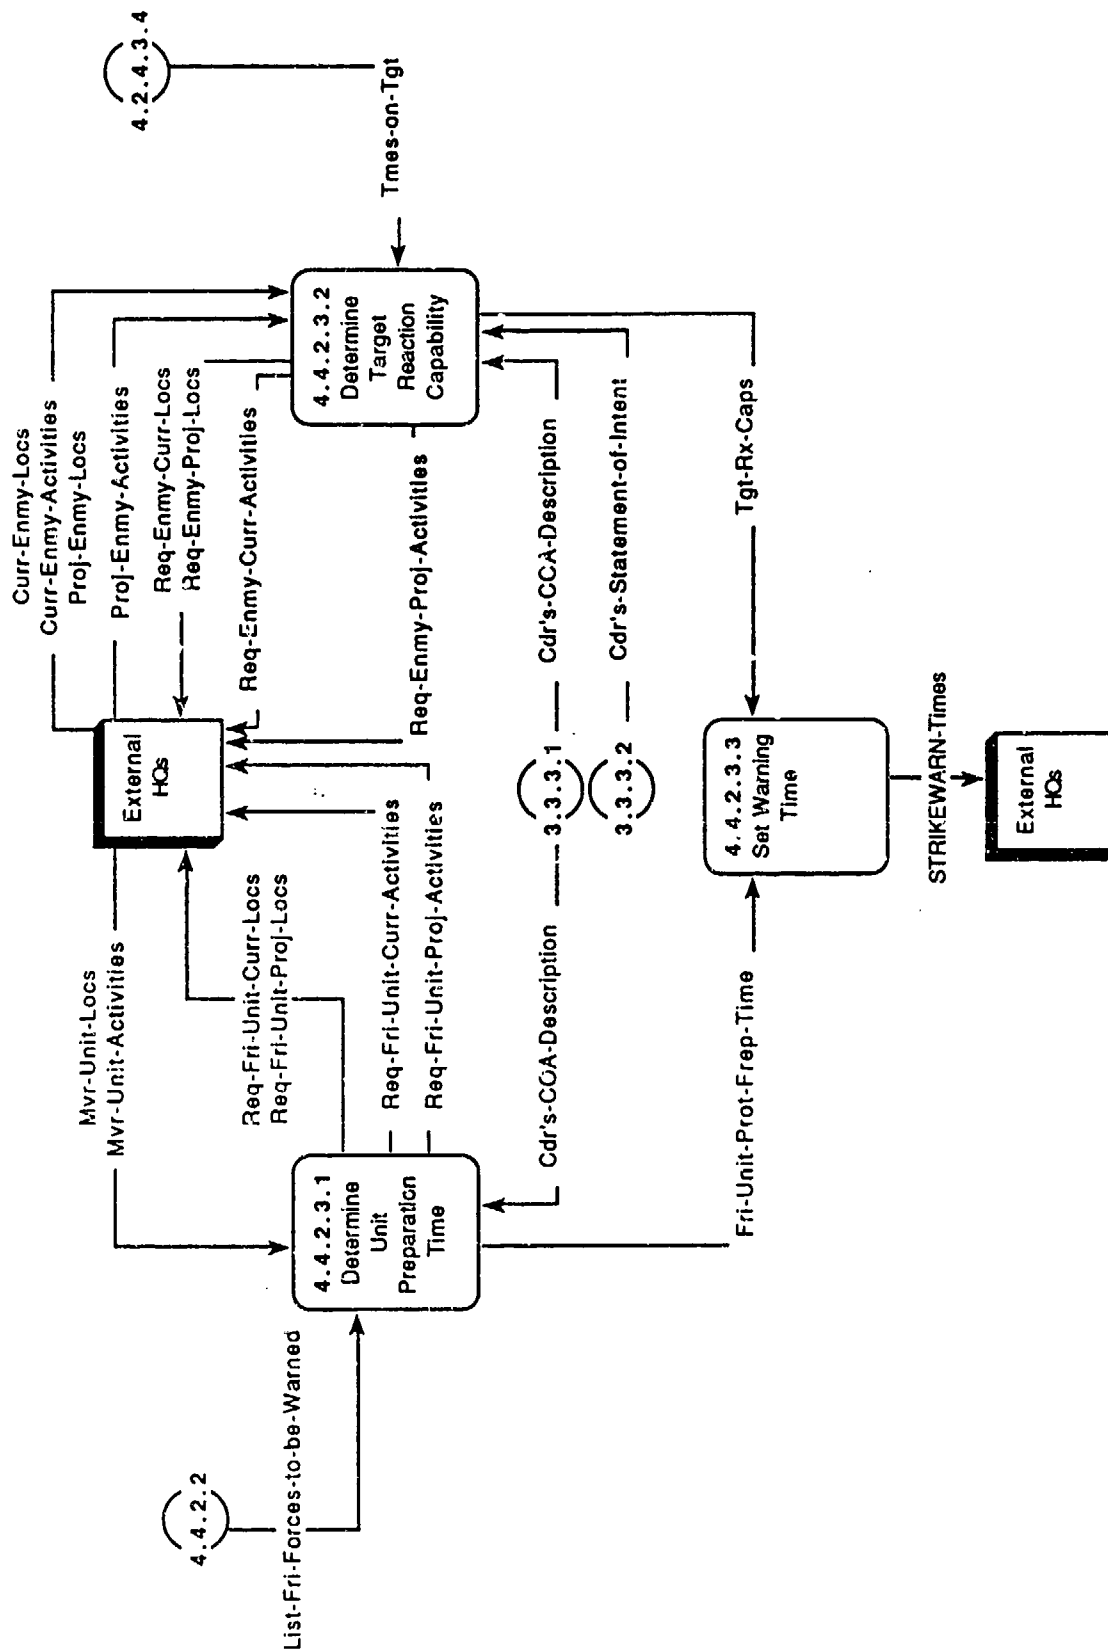 4.2.4.3.4
Tmes-on-Tgt
Curr-Enmy-Locs
Curr-Enmy-Activities
Proj-Enmy-Locs
Proj-Enmy-Activities
Req-Enmy-Curr-Locs
Req-Enmy-Proj-Locs
Req-Enmy-Curr-Activities
Req-Enmy-Proj-Activities
4.4.2.3.2
Determine
Target
Reaction
Capability
External
HQs
Mvr-Unit-Locs
Mvr-Unit-Activities
Req-Fri-Unit-Curr-Locs
Req-Fri-Unit-Proj-Locs
Req-Fri-Unit-Curr-Activities
Req-Fri-Unit-Proj-Activities
4.4.2.3.1
Determine
Unit
Preparation
Time
4.4.2.2
List-Fri-Forces-to-be-Warned
Cdr's-COA-Description
3.3.3.1
Cdr's-CCA-Description
3.3.3.2
Cdr's-Statement-of-Intent
Fri-Unit-Prot-Frep-Time
Tgt-Rx-Caps
4.4.2.3.3
Set Warning
Time
STRIKEWARN-Times
External
HQs